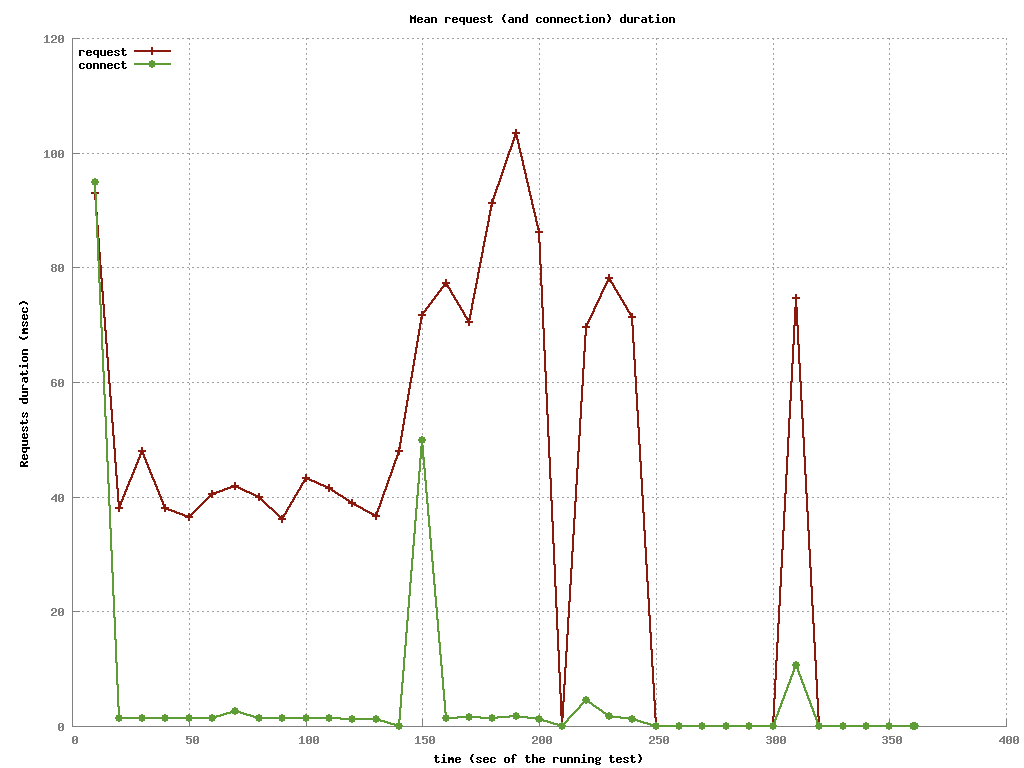 Mean request (and connection) duration
120
request
connect
100
80
60
40
20
0
Requests duration (msec)
0 50 100 150 200 250 300 350 400
time (sec of the running test)